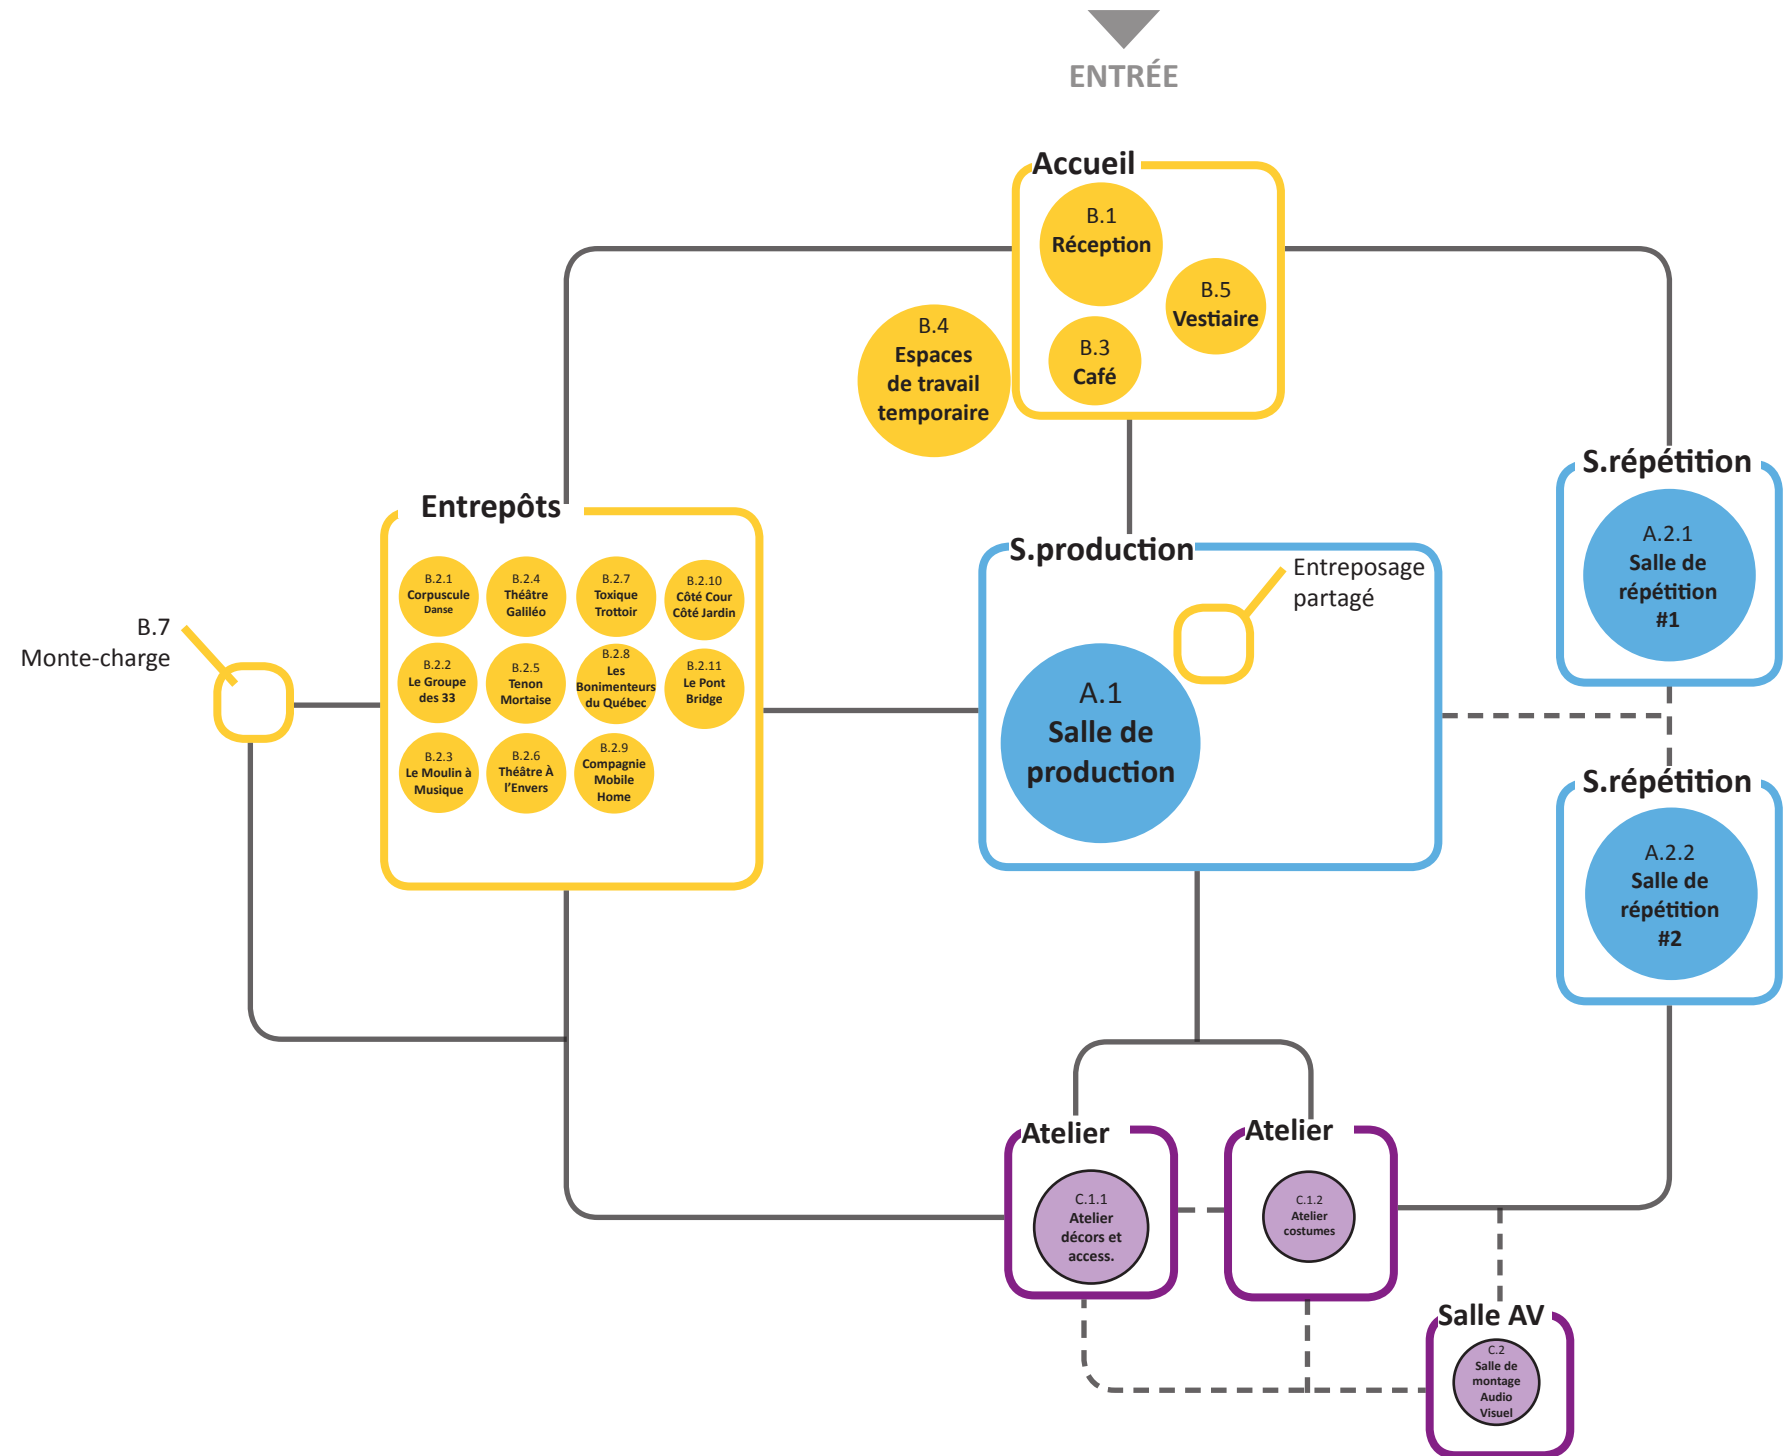 ENTRÉE
Accueil
B.1
Réception
B.5
Vestiaire
B.3
Café
B.4
Espaces
de travail
temporaire
Entrepôts
B.2.1
Corpuscule
Danse
B.2.4
Théâtre
Galiléo
B.2.7
Toxique
Trottoir
B.2.10
Côté Cour
Côté Jardin
B.2.2
Le Groupe
des 33
B.2.5
Tenon
Mortaise
B.2.8
Les
Bonimenteurs
du Québec
B.2.11
Le Pont
Bridge
B.2.3
Le Moulin à
Musique
B.2.6
Théâtre À
l'Envers
B.2.9
Compagnie
Mobile
Home
B.7
Monte-charge
S.production
Entreposage
partagé
A.1
Salle de
production
S.répétition
A.2.1
Salle de
répétition
#1
S.répétition
A.2.2
Salle de
répétition
#2
Atelier
C.1.1
Atelier
décors et
access.
Atelier
C.1.2
Atelier
costumes
Salle AV
C.2
Salle de
montage
Audio
Visuel